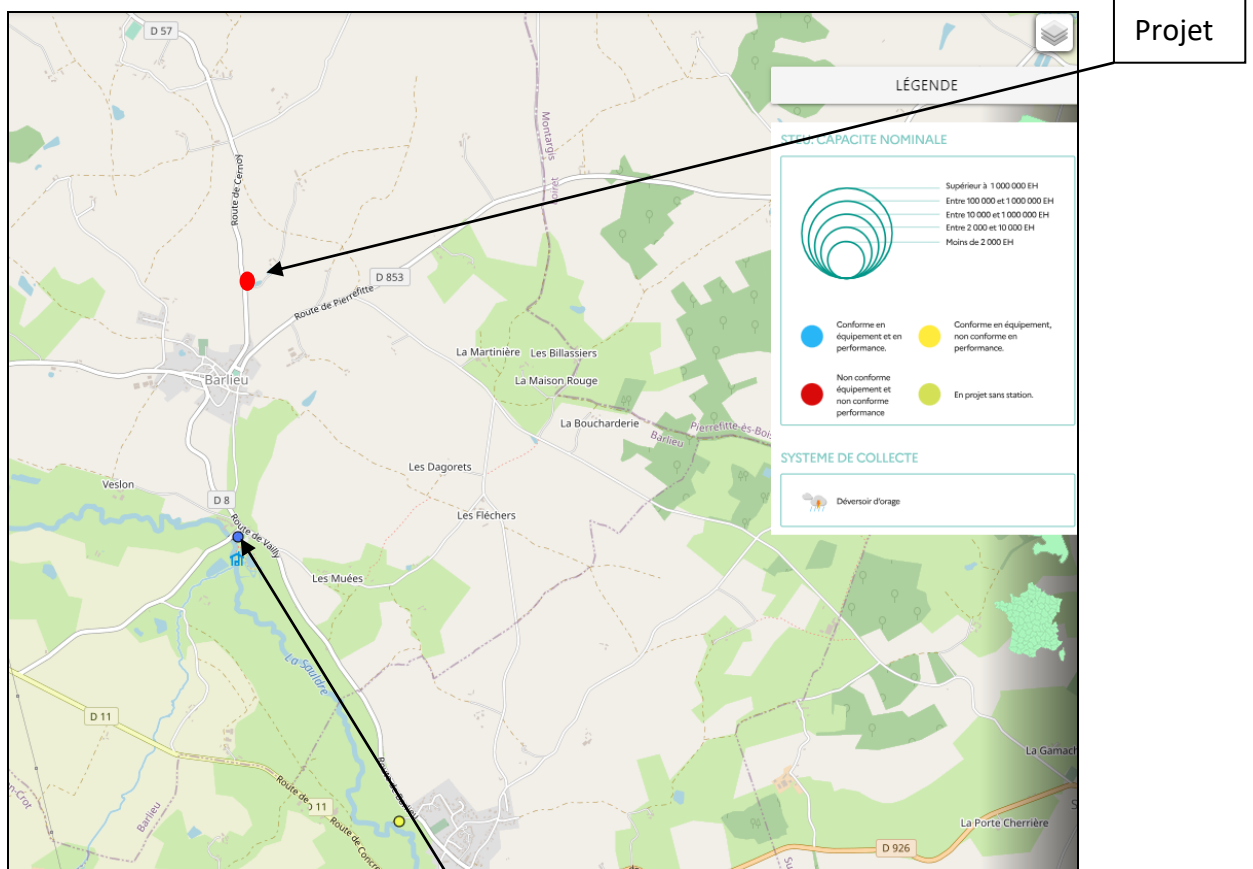 Projet
D 57
LÉGENDE
STEU: CAPACITE NOMINALE
Supérieur à 1 000 000 EH
Entre 100 000 et 1 000 000 EH
Entre 10 000 et 1 000 000 EH
Entre 2 000 et 10 000 EH
Moins de 2 000 EH
Conforme en
équipement et en
performance.
Conforme en équipement,
non conforme en
performance.
Non conforme
équipement et
non conforme
performance
En projet sans station.
SYSTEME DE COLLECTE
Déversoir d'orage
Montargis
Loiret
Route de Cernoy
D 853
Route de Pierrefitte
La Martinière
Les Billassiers
Barlieu
La Maison Rouge
La Boucharderie
Pierrefitte-ès-Bois
Barlieu
Les Dagorets
Veslon
D 8
Les Fléchers
Route de Vailly
Les Muées
La Sauldre
D 11
La Gamach
Route de Barlieu
Route de
D 11
Route de Concre
Barlieu
La Porte Cherrière
D 926